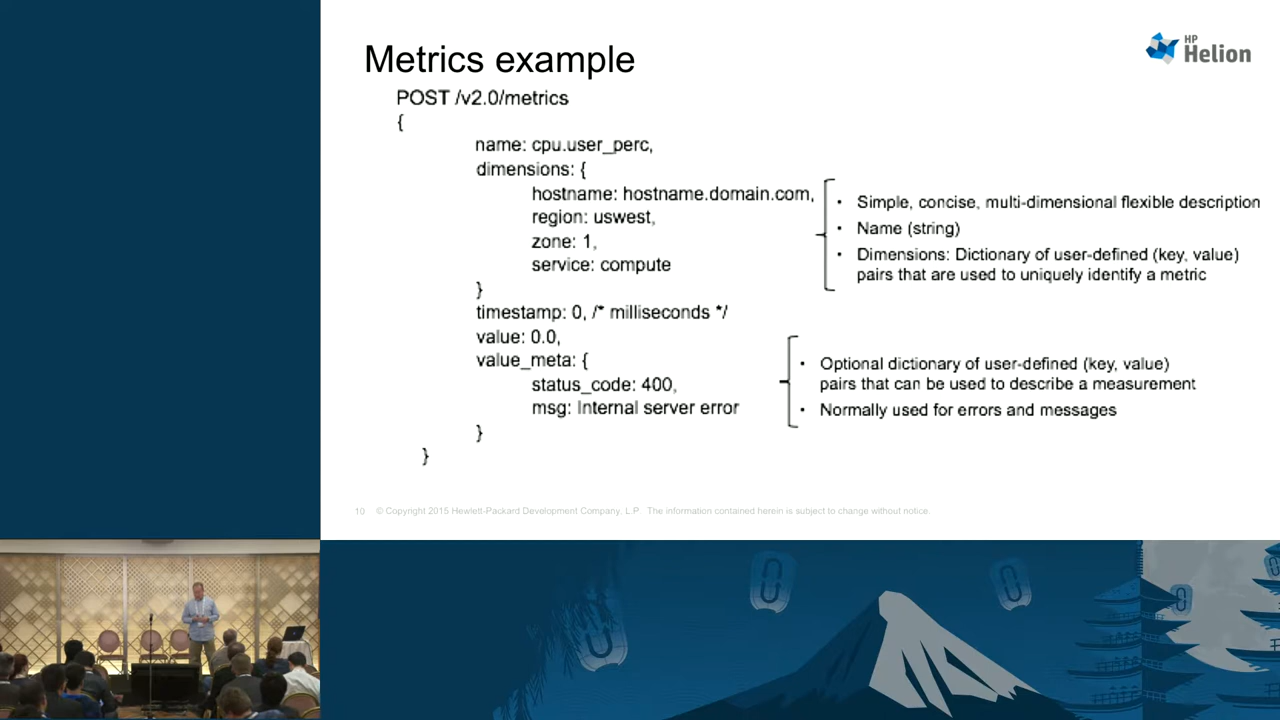 Metrics example
HP
Helion
POST /v2.0/metrics
{
name: cpu.user_perc,
dimensions: {
hostname: hostname.domain.com,
region: uswest,
zone: 1,
service: compute
}
timestamp: 0, /* milliseconds */
value: 0.0,
value_meta: {
status_code: 400,
msg: Internal server error
}
}
• Simple, concise, multi-dimensional flexible description
• Name (string)
• Dimensions: Dictionary of user-defined (key, value)
pairs that are used to uniquely identify a metric
• Optional dictionary of user-defined (key, value)
pairs that can be used to describe a measurement
• Normally used for errors and messages
10 © Copyright 2015 Hewlett-Packard Development Company, L.P. The information contained herein is subject to change without notice.